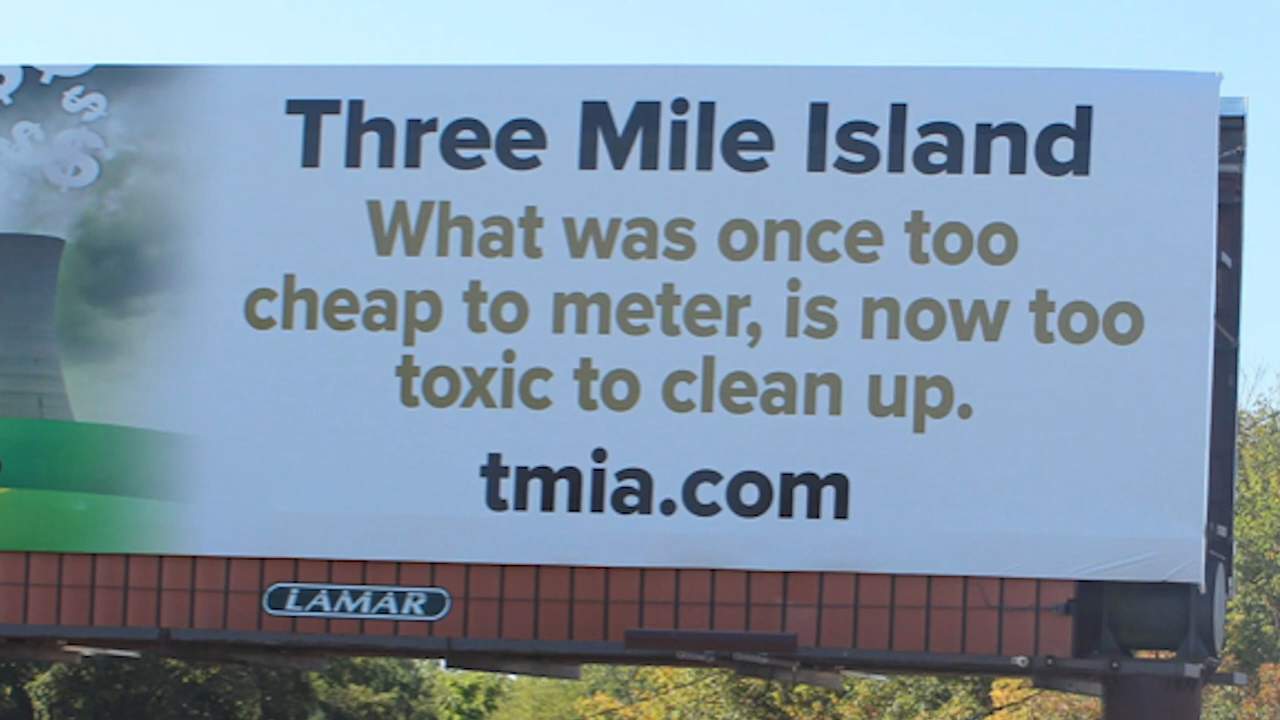 Three Mile Island
What was once too
cheap to meter, is now too
toxic to clean up.
tmia.com
LAMAR